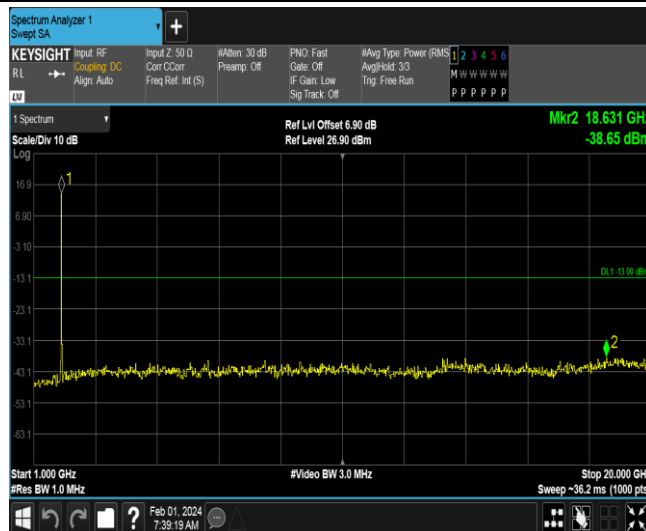 Spectrum Analyzer 1
Swept SA
+
KEYSIGHT
RL
Input: RF
Coupling: DC
Align: Auto
Input Z: 50 Ω
Corr CCorr
Freq Ref: Int (S)
#Atten: 30 dB
Preamp: Off
PNO: Fast
Gate: Off
IF Gain: Low
Sig Track: Off
#Avg Type: Power (RMS
Avg|Hold: 3/3
Trig: Free Run
1 2 3 4 5 6
M W W W W W
P P P P P P
1 Spectrum
Scale/Div 10 dB
Log
Ref Lvl Offset 6.90 dB
Ref Level 26.90 dBm
Mkr2 18.631 GHz
-38.65 dBm
16.9
6.90
-3.10
-13.1
-23.1
-33.1
-43.1
-53.1
-63.1
1
DL1 -13.00 dBm
2
Start 1.000 GHz
#Res BW 1.0 MHz
#Video BW 3.0 MHz
Stop 20.000 GHz
Sweep ~36.2 ms (1000 pts
?
Feb 01, 2024
7:39:19 AM